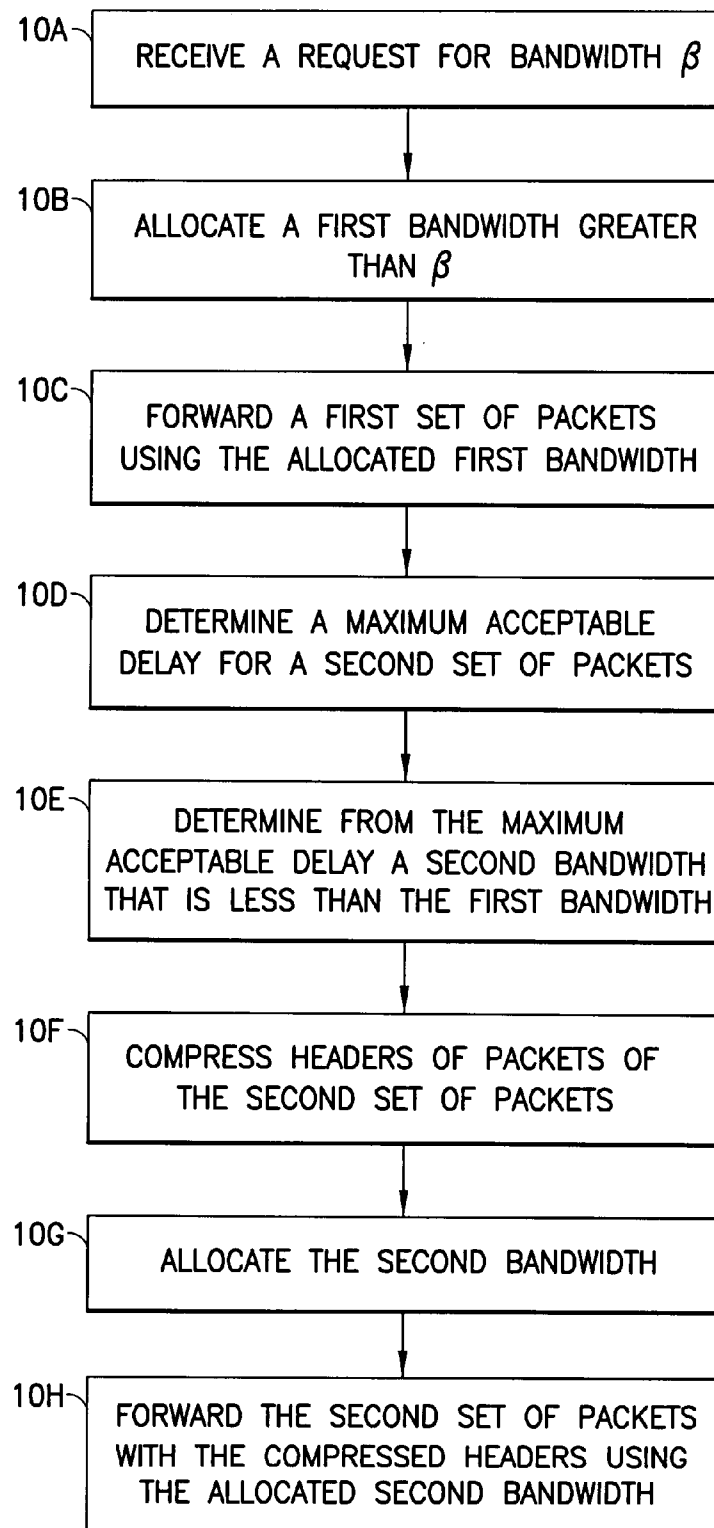 10A
RECEIVE A REQUEST FOR BANDWIDTH β
10B
ALLOCATE A FIRST BANDWIDTH GREATER
THAN β
10C
FORWARD A FIRST SET OF PACKETS
USING THE ALLOCATED FIRST BANDWIDTH
10D
DETERMINE A MAXIMUM ACCEPTABLE
DELAY FOR A SECOND SET OF PACKETS
10E
DETERMINE FROM THE MAXIMUM
ACCEPTABLE DELAY A SECOND BANDWIDTH
THAT IS LESS THAN THE FIRST BANDWIDTH
10F
COMPRESS HEADERS OF PACKETS OF
THE SECOND SET OF PACKETS
10G
ALLOCATE THE SECOND BANDWIDTH
10H
FORWARD THE SECOND SET OF PACKETS
WITH THE COMPRESSED HEADERS USING
THE ALLOCATED SECOND BANDWIDTH